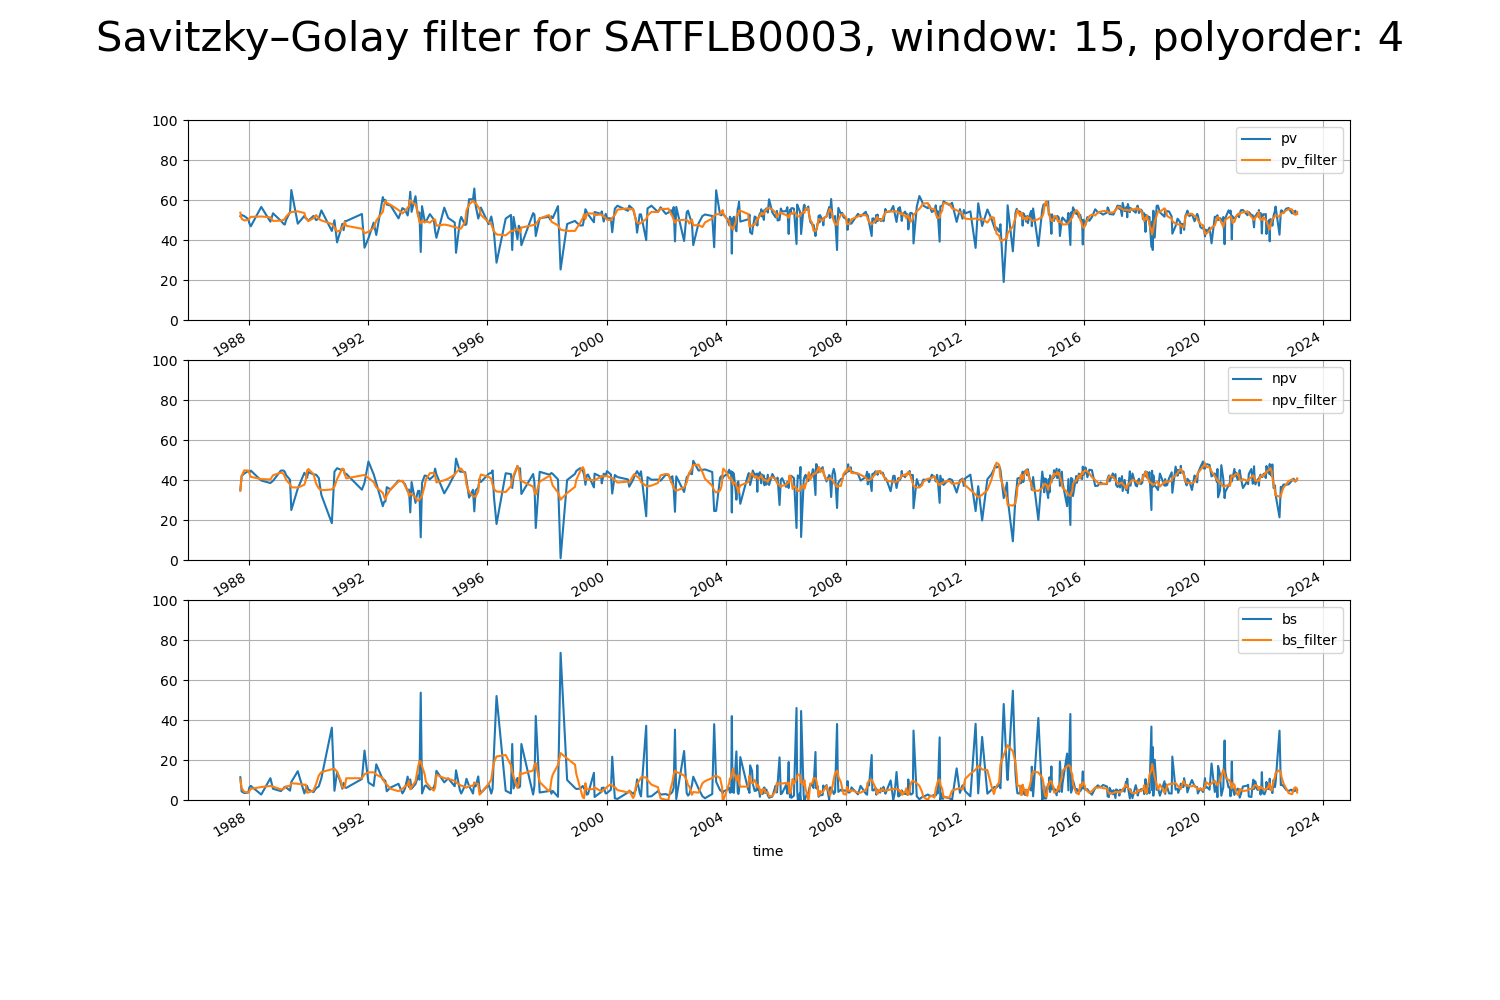 Savitzky–Golay filter for SATFLB0003, window: 15, polyorder: 4
100
80
60
40
20
0
pv
pv_filter
1988 1992 1996 2000 2004 2008 2012 2016 2020 2024
100
80
60
40
20
0
npv
npv_filter
1988 1992 1996 2000 2004 2008 2012 2016 2020 2024
100
80
60
40
20
0
bs
bs_filter
1988 1992 1996 2000 2004 2008 2012 2016 2020 2024
time